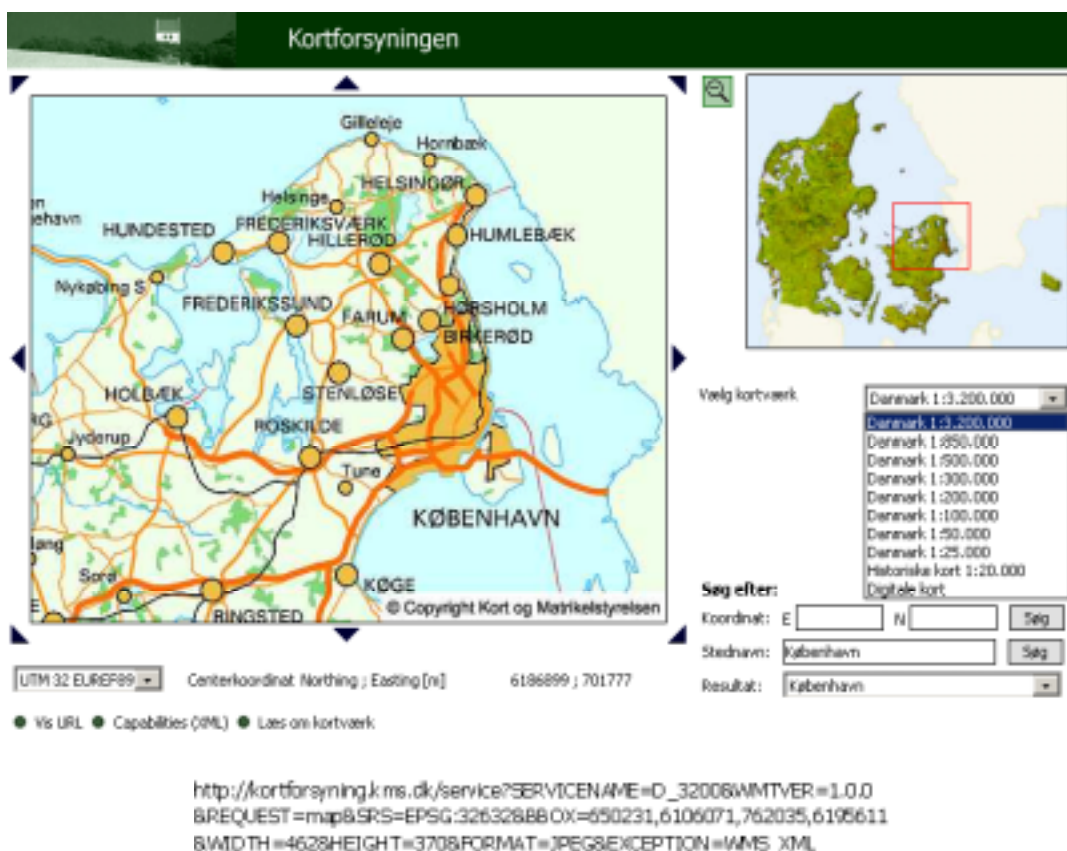 Kortforsyningen
Gilleleje
Hornbæk
HELSINGØR
Helsinge
ehavn
HUNDESTED
FREDERIKSVÆRK
HILLERØD
HUMLEBÆK
Nykøbing S
FREDERIKSSUND
FARUM
HØRSHOLM
BIRKERØD
STENLØSE
HOLBÆK
ROSKILDE
RG
Jyderup
Tune
KØBENHAVN
løng
Sorø
KØGE
RINGSTED
© Copyright Kort og Matrikelstyrelsen
Vælg kortværk
Danmark 1:3.200.000
Danmark 1:3.200.000
Danmark 1:850.000
Danmark 1:500.000
Danmark 1:300.000
Danmark 1:200.000
Danmark 1:100.000
Danmark 1:50.000
Danmark 1:25.000
Historiske kort 1:20.000
Digitale kort
Søg efter:
Koordinat: E N Søg
Stednavn: København Søg
Resultat: København
UTM 32 EUREF89 Centerkoordinat Northing ; Easting [m] 6186899 ; 701777
Vis URL Capabilities (XML) Læs om kortværk
http://kortforsyning.kms.dk/service?SERVICENAME=D_3200&WMTVER=1.0.0
&REQUEST=map&SRS=EPSG:32632&BBOX=650231,6106071,762035,6195611
&WIDTH=462&HEIGHT=370&FORMAT=JPEG&EXCEPTION=WMS_XML